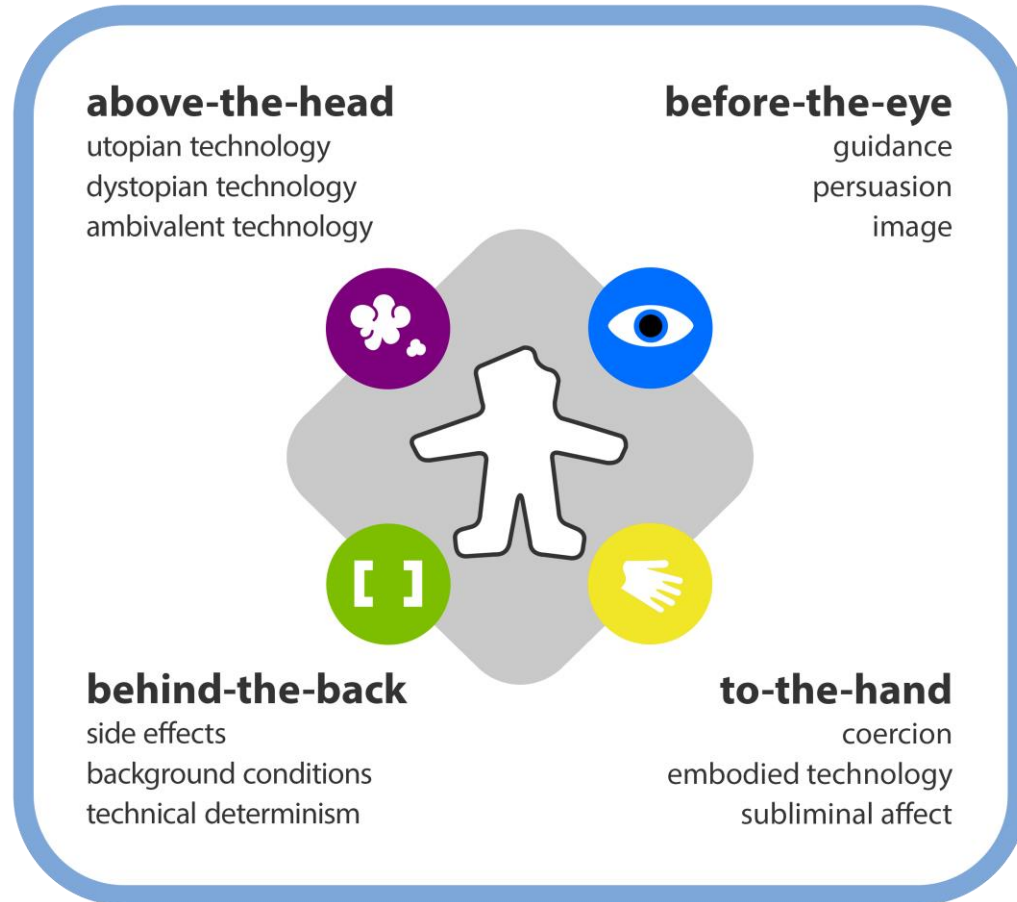 above-the-head
utopian technology
dystopian technology
ambivalent technology
before-the-eye
guidance
persuasion
image
behind-the-back
side effects
background conditions
technical determinism
to-the-hand
coercion
embodied technology
subliminal affect